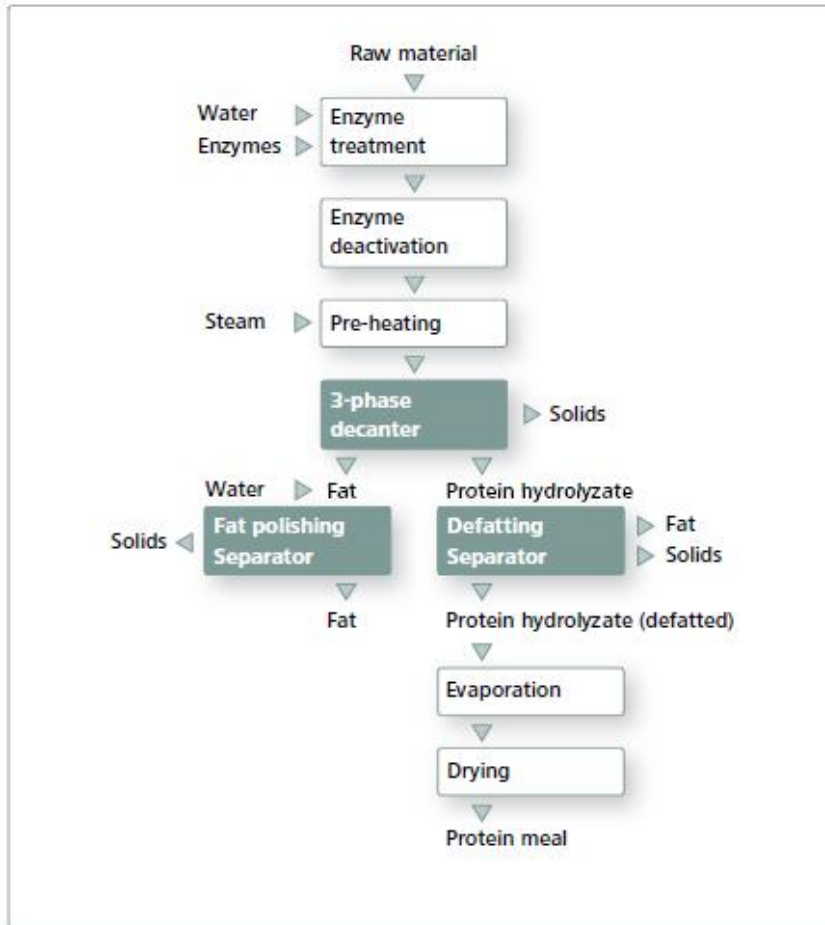 Raw material
Water
Enzymes
Enzyme
treatment
Enzyme
deactivation
Steam
Pre-heating
3-phase
decanter
Solids
Water
Fat
Protein hydrolyzate
Solids
Fat polishing
Separator
Defatting
Separator
Fat
Solids
Fat
Protein hydrolyzate (defatted)
Evaporation
Drying
Protein meal